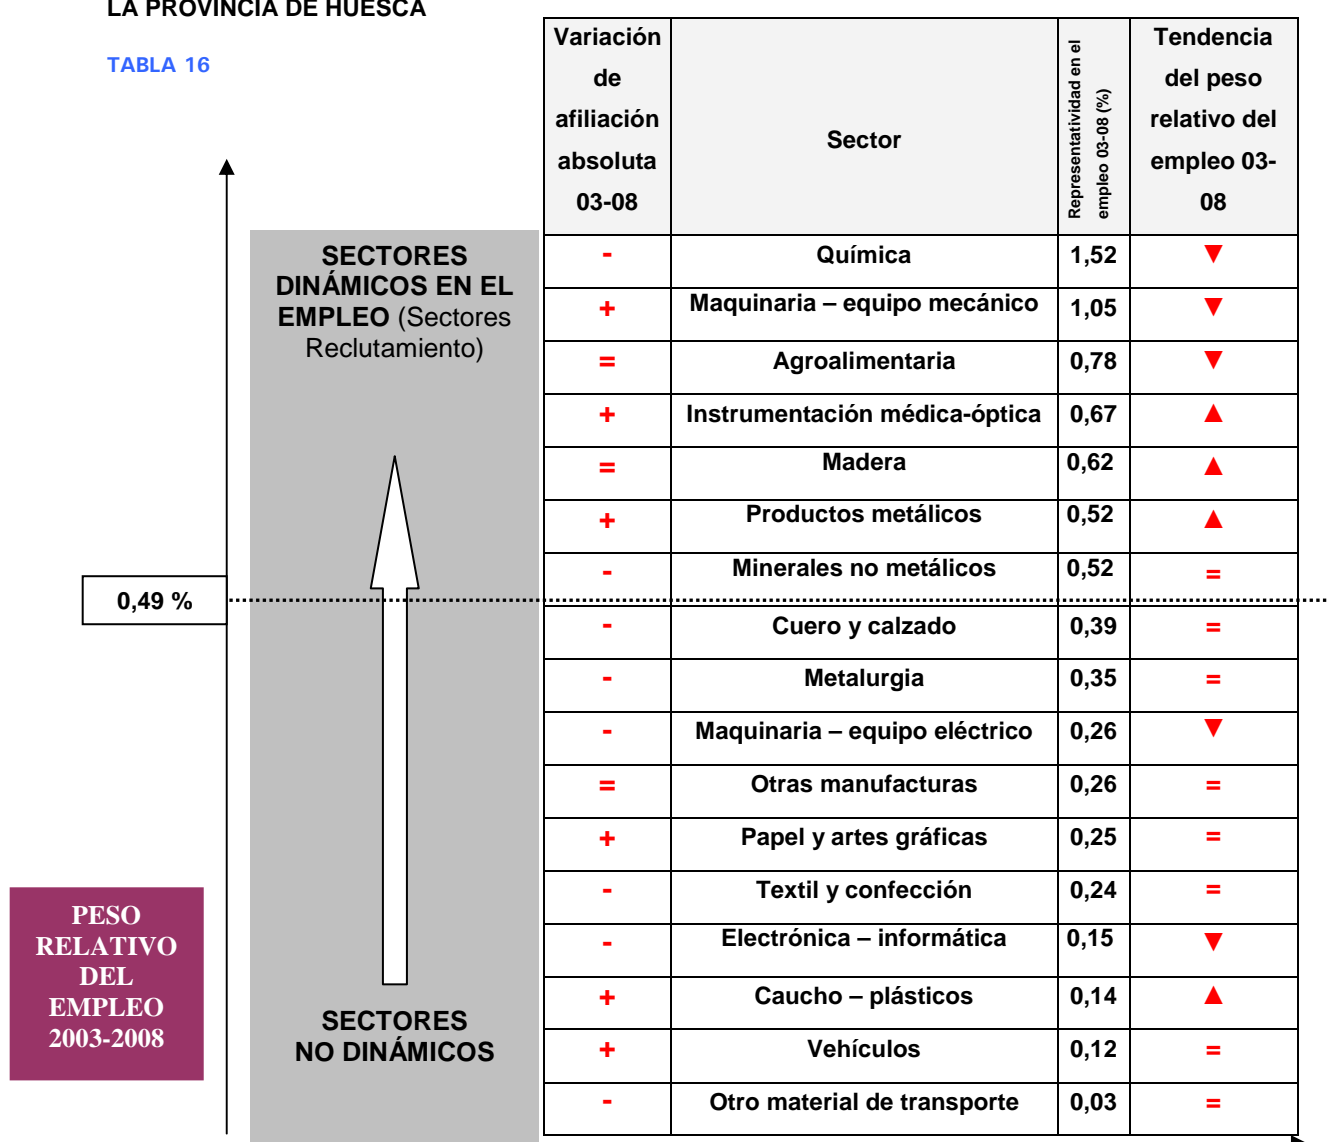 LA PROVINCIA DE HUESCA
TABLA 16
Variación
de
afiliación
absoluta
03-08
Sector
Representatividad en el
empleo 03-08 (%)
Tendencia
del peso
relativo del
empleo 03-
08
SECTORES
DINÁMICOS EN EL
EMPLEO (Sectores
Reclutamiento)
- Química 1,52 ▼
+ Maquinaria – equipo mecánico 1,05 ▼
= Agroalimentaria 0,78 ▼
+ Instrumentación médica-óptica 0,67 ▲
= Madera 0,62 ▲
+ Productos metálicos 0,52 ▲
- Minerales no metálicos 0,52 =
0,49 %
- Cuero y calzado 0,39 =
- Metalurgia 0,35 =
- Maquinaria – equipo eléctrico 0,26 ▼
= Otras manufacturas 0,26 =
+ Papel y artes gráficas 0,25 =
- Textil y confección 0,24 =
- Electrónica – informática 0,15 ▼
+ Caucho – plásticos 0,14 ▲
+ Vehículos 0,12 =
- Otro material de transporte 0,03 =
SECTORES
NO DINÁMICOS
PESO
RELATIVO
DEL
EMPLEO
2003-2008